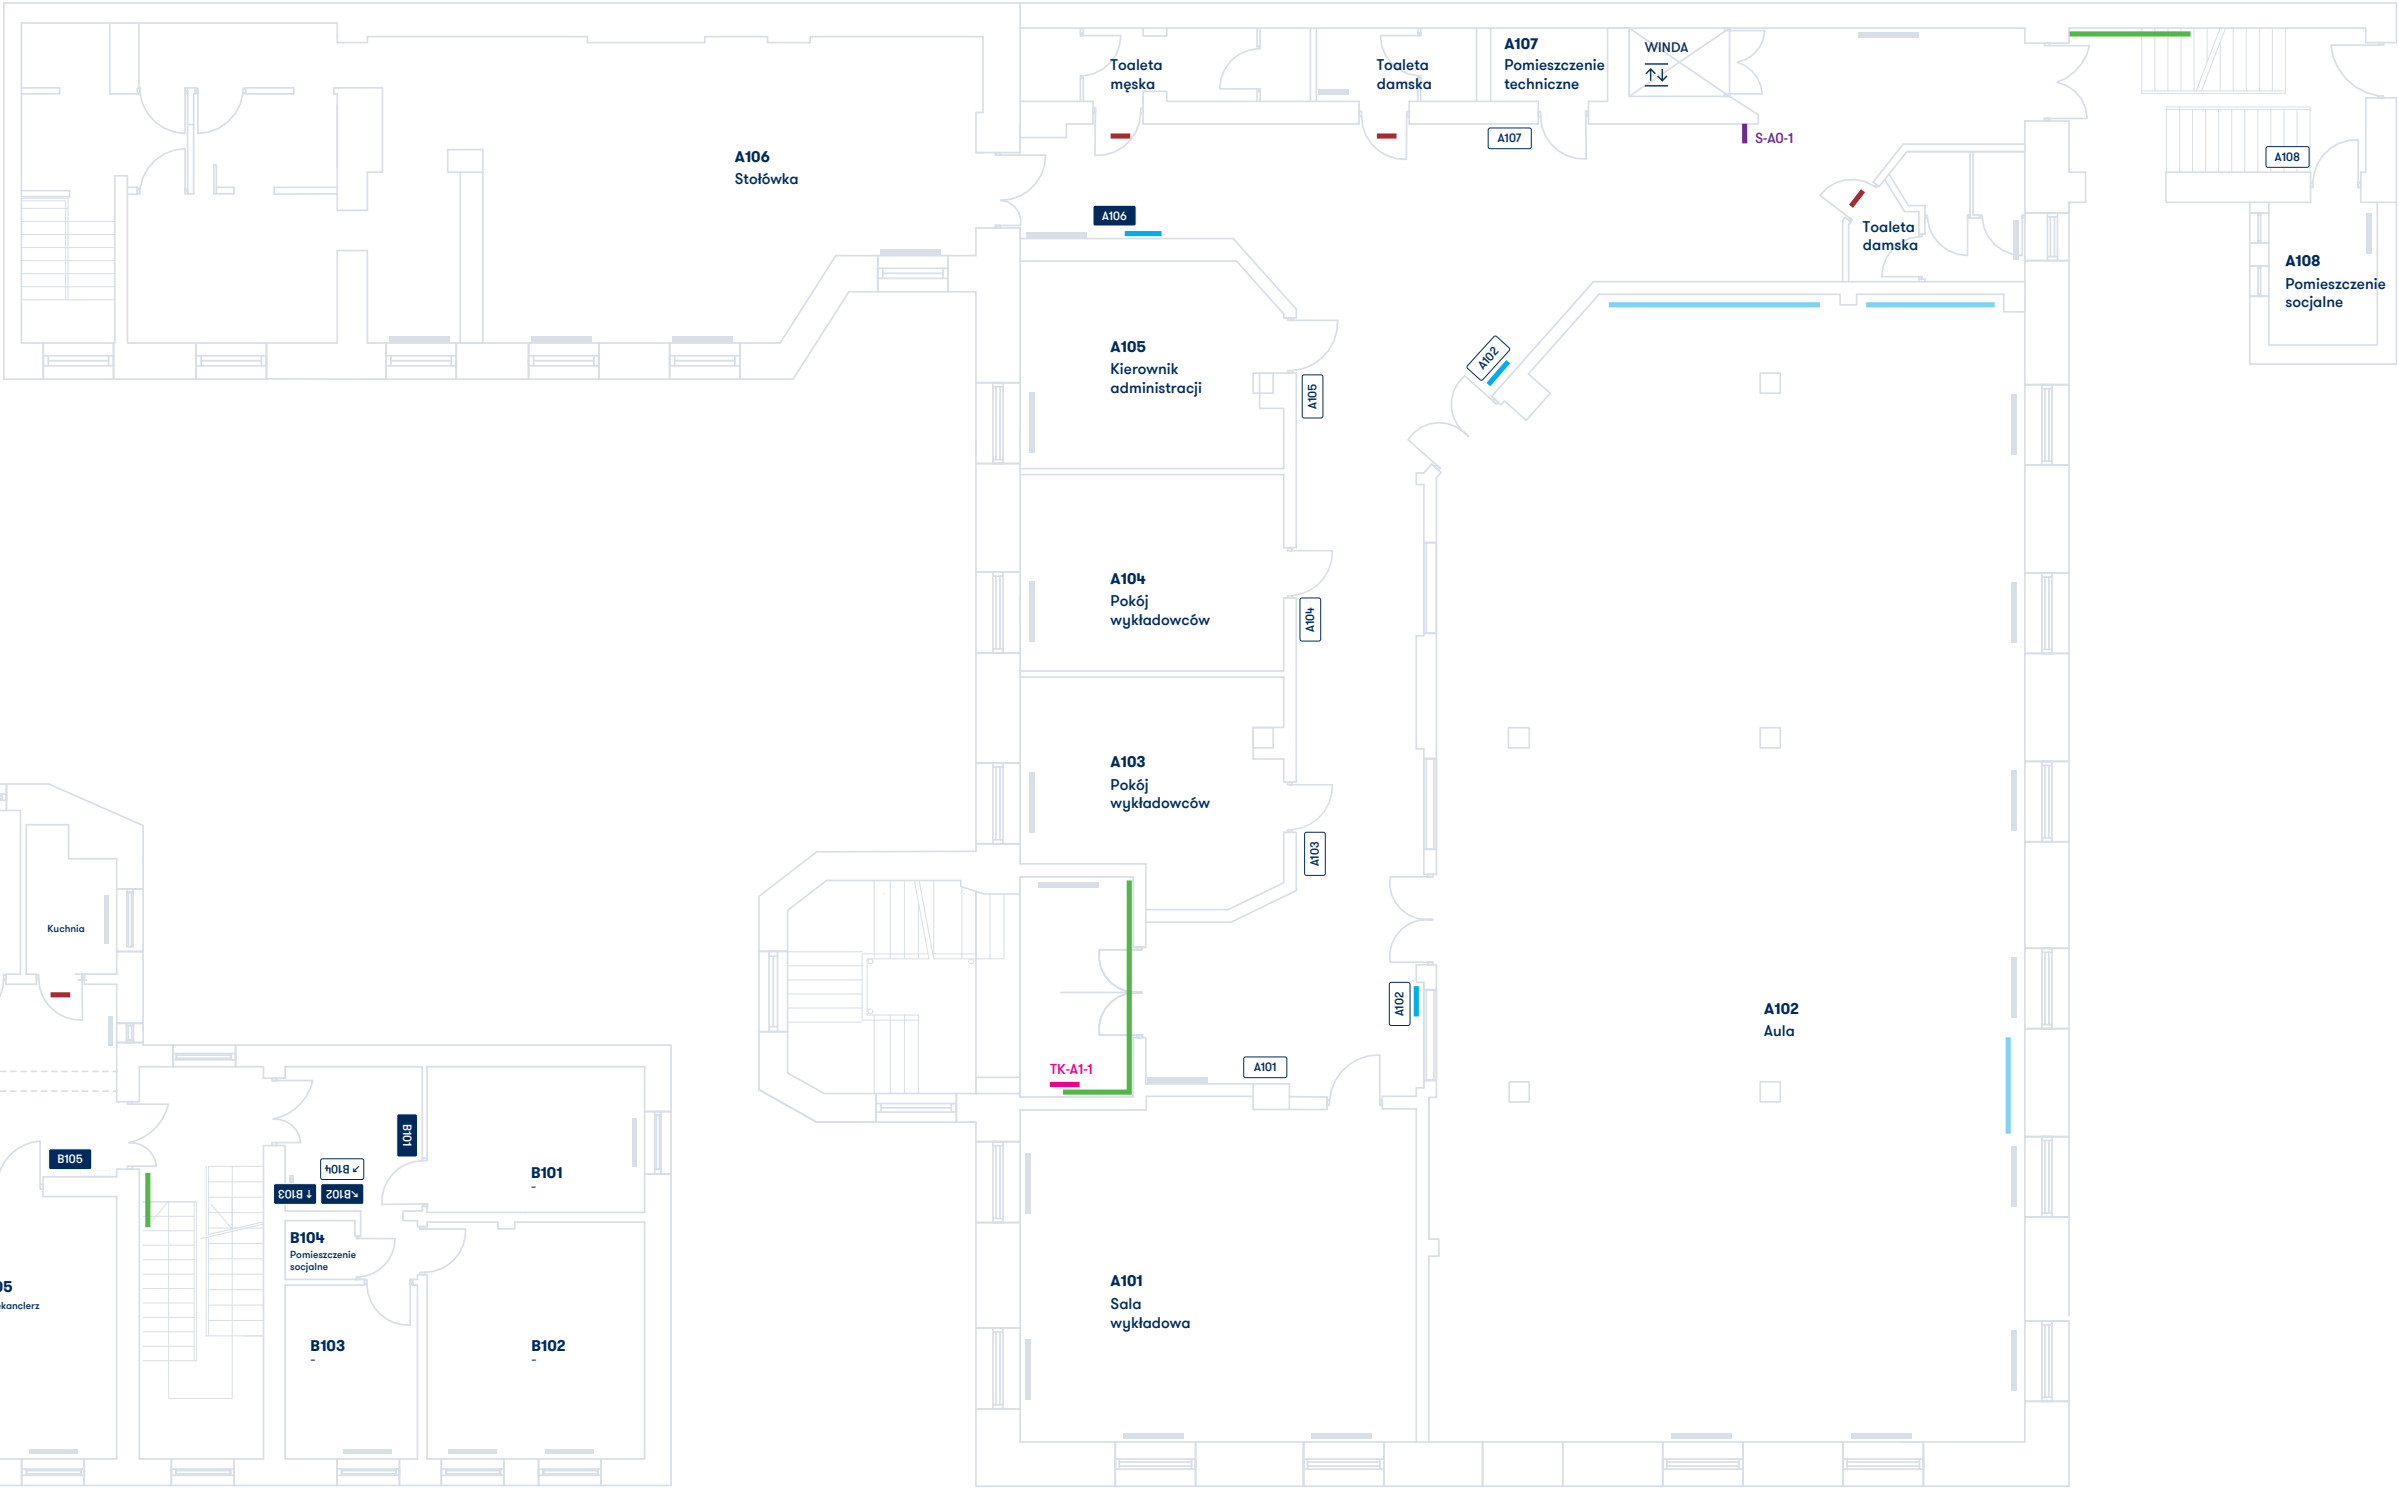 A106
Stołówka
Toaleta
męska
Toaleta
damska
A107
Pomieszczenie
techniczne
WINDA
A107
S-A0-1
A106
A108
Toaleta
damska
A108
Pomieszczenie
socjalne
A105
Kierownik
administracji
A105
A102
A104
Pokój
wykładowców
A104
A103
Pokój
wykładowców
A103
Kuchnia
TK-A1-1
A101
A102
A102
Aula
B105
B101
↗ B104
↑ B103
↖B102
B101
-
B104
Pomieszczenie
socjalne
05
kanclerz
B103
-
B102
-
A101
Sala
wykładowa